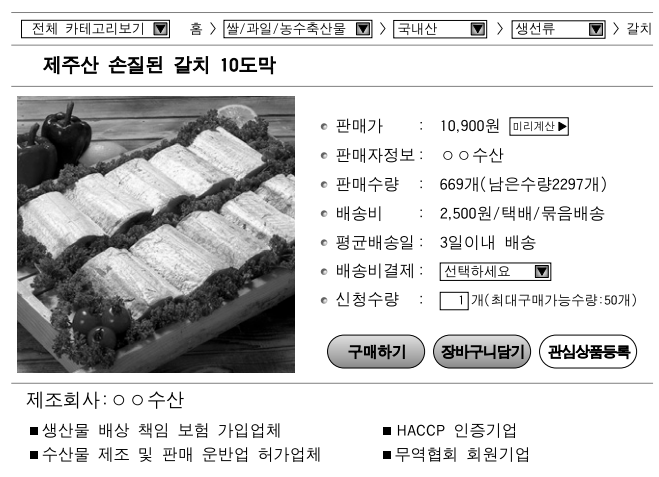 전체 카테고리보기 홈 > 쌀/과일/농수축산물 > 국내산 > 생선류 > 갈치
제주산 손질된 갈치 10도막
판매가 : 10,900원 미리계산▶
판매자정보 : ○○수산
판매수량 : 669개(남은수량2297개)
배송비 : 2,500원/택배/묶음배송
평균배송일 : 3일이내 배송
배송비결제 : 선택하세요
신청수량 : 1개(최대구매가능수량:50개)
구매하기 장바구니담기 관심상품등록
제조회사:○○수산
■생산물 배상 책임 보험 가입업체 ■HACCP 인증기업
■수산물 제조 및 판매 운반업 허가업체 ■무역협회 회원기업